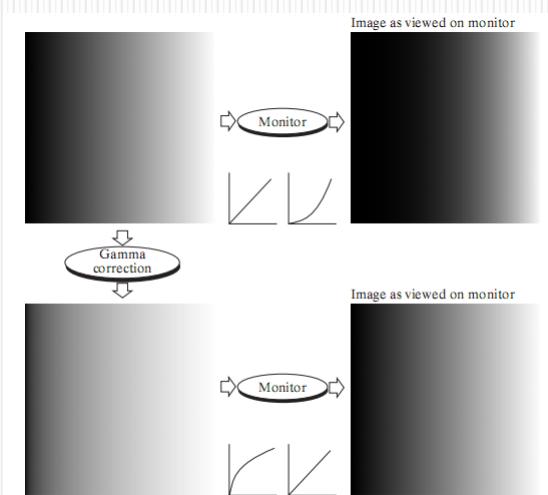 Image as viewed on monitor
Monitor
Gamma
correction
Image as viewed on monitor
Monitor